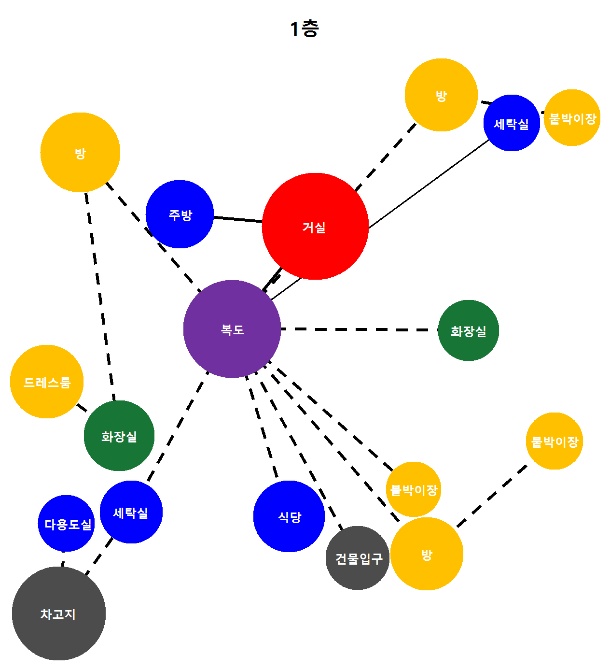 1층
방
세탁실
붙박이장
방
주방
거실
복도
화장실
드레스룸
화장실
붙박이장
붙박이장
다용도실
세탁실
식당
건물입구
방
차고지